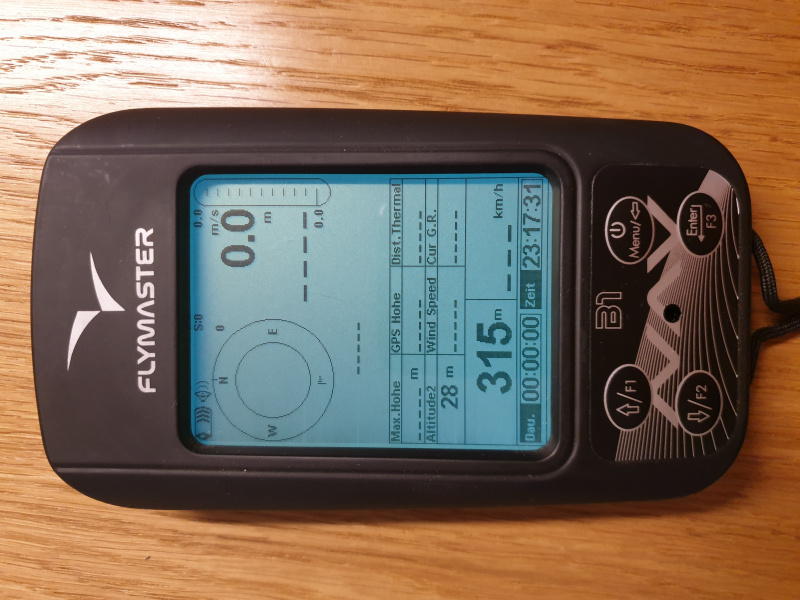 FLYMASTER
S:0 0.0
0
m/s
0.0
m
N
W E
- - - -
0.0
- - - - -
Max.Hohe GPS Hohe Dist.Thermal
- - - - - m - - - - - - - - - -
Altitude2 Wind Speed Cur G.R.
28 m - - - - - - - - - -
315 m - - - km/h
Dau. 00:00:00 Zeit 23:17:31
B1
NAV
↑/F1 Menu/⇦
↓/F2 Enter F3